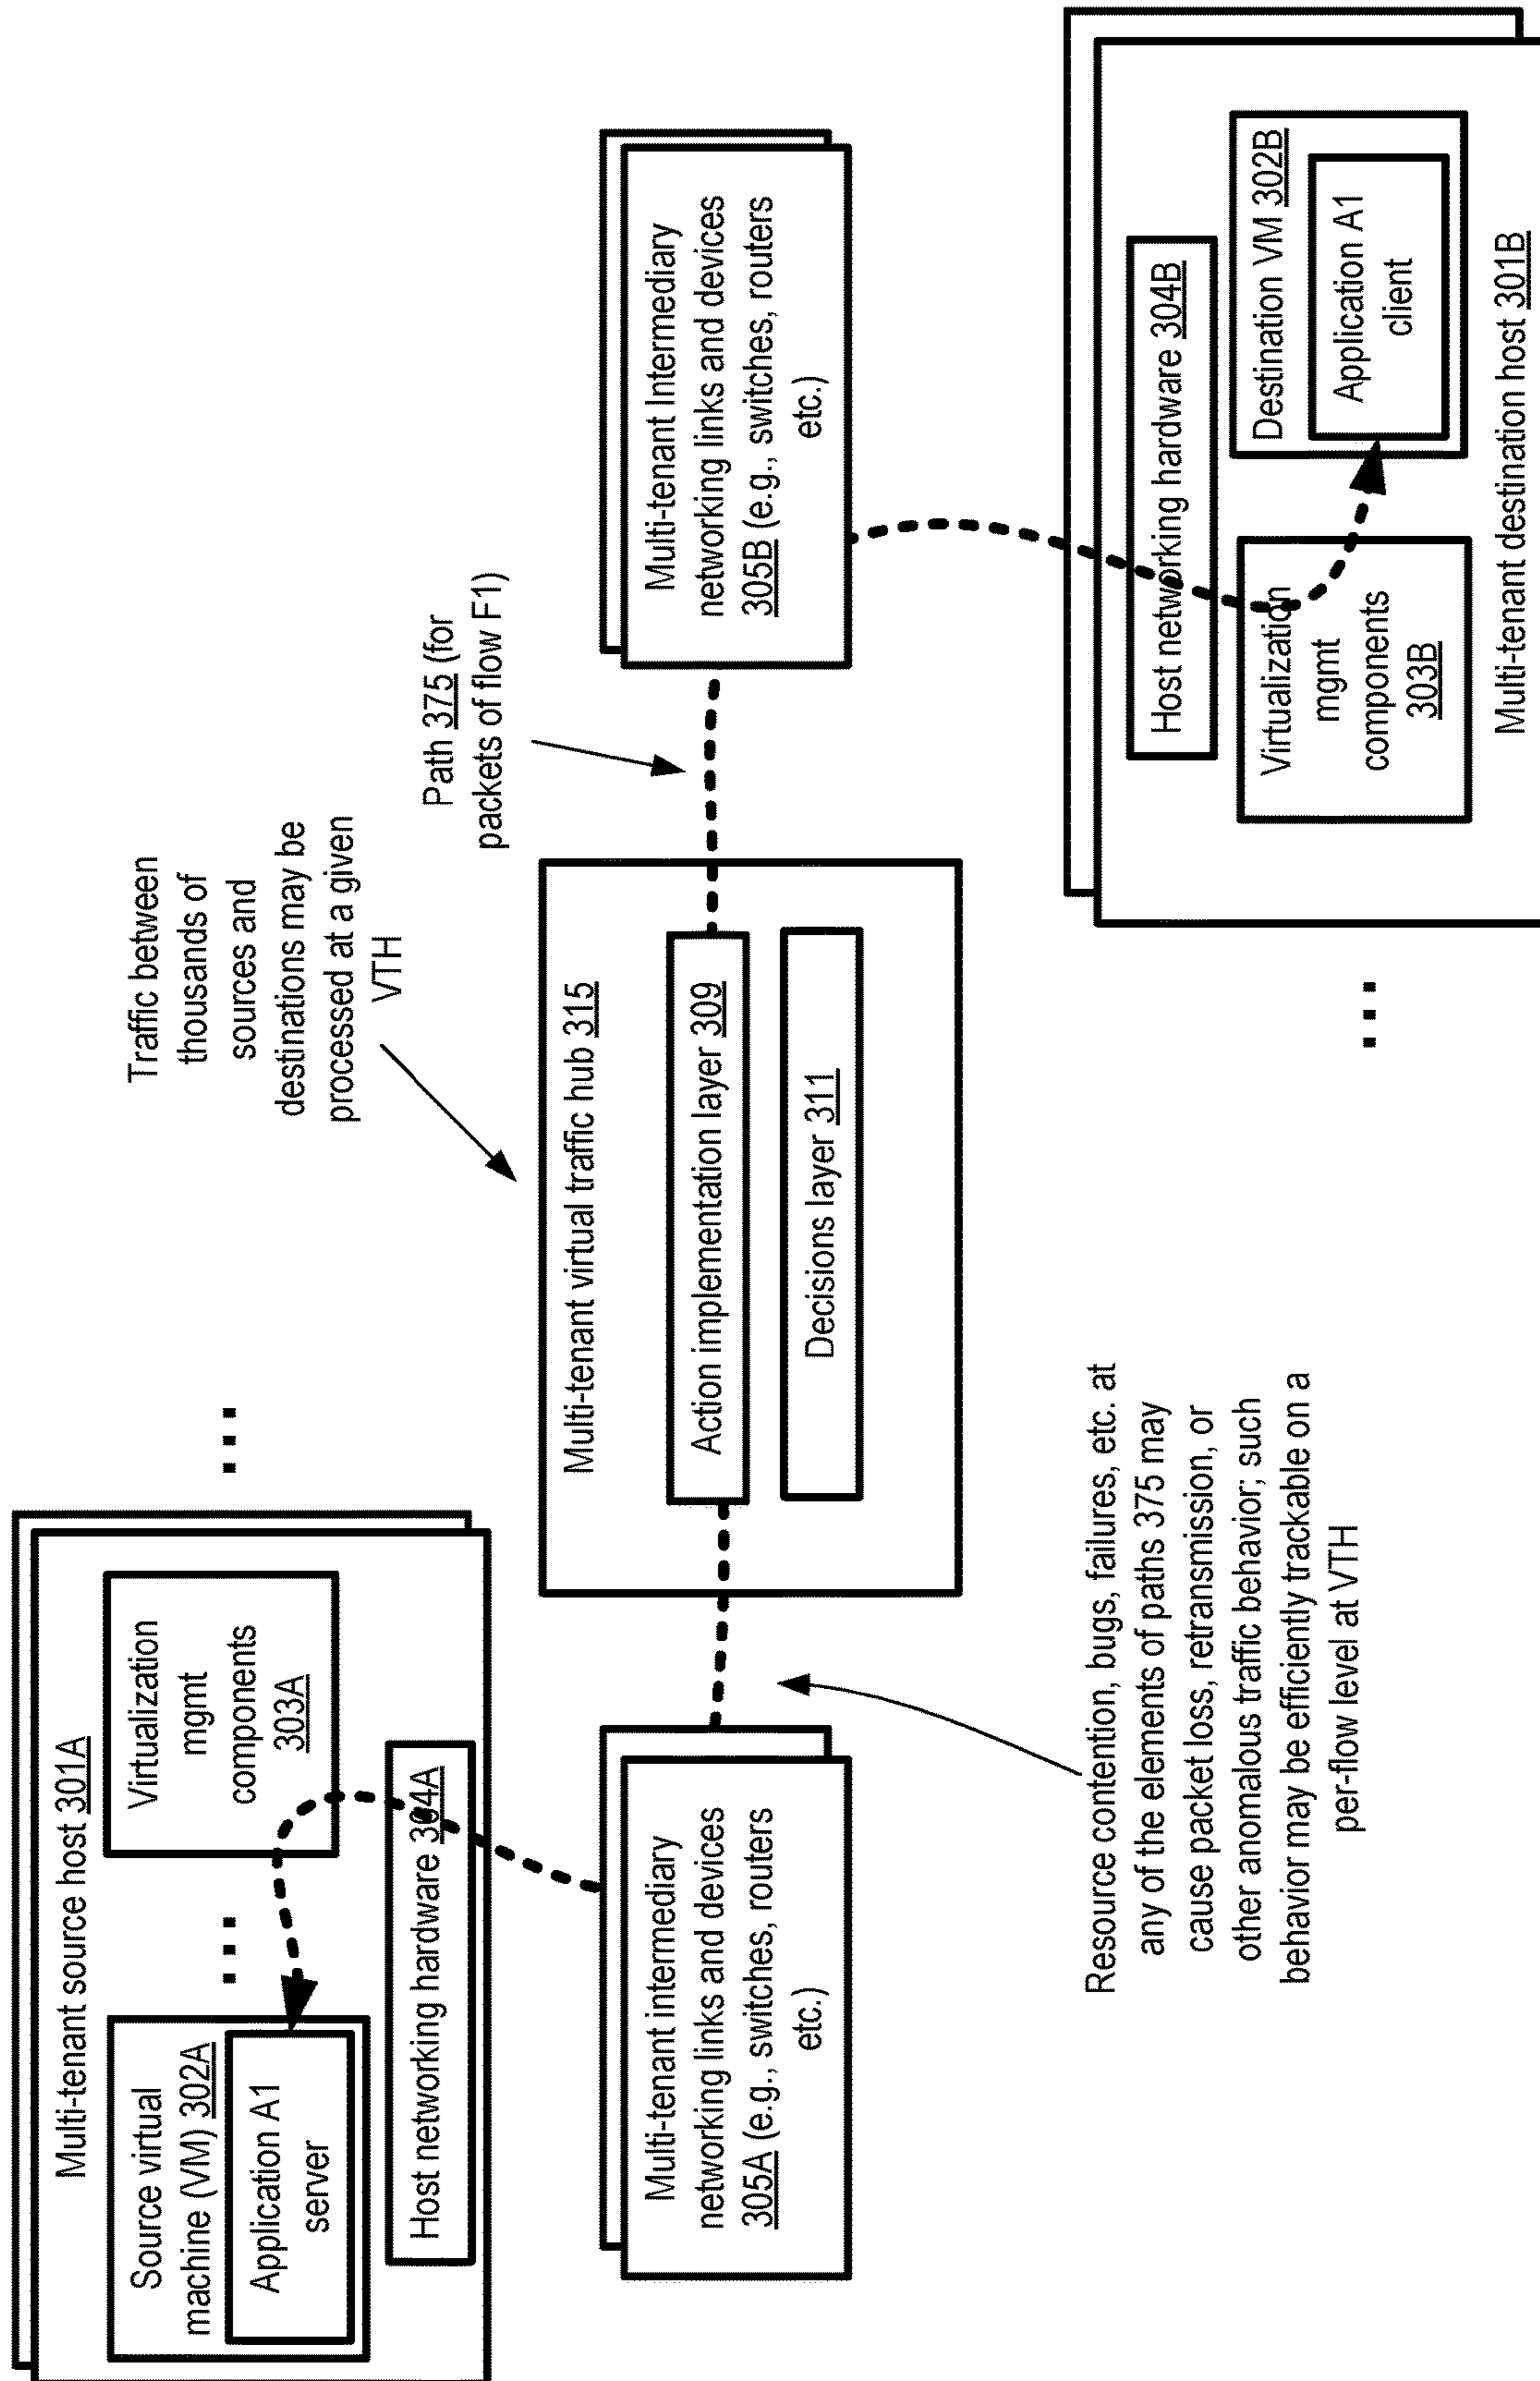 Multi-tenant source host 301A
Source virtual
machine (VM) 302A
Application A1
server
Virtualization
mgmt
components
303A
Host networking hardware 304A
Multi-tenant intermediary
networking links and devices
305A (e.g., switches, routers
etc.)
Traffic between
thousands of
sources and
destinations may be
processed at a given
VTH
Multi-tenant virtual traffic hub 315
Action implementation layer 309
Decisions layer 311
Path 375 (for
packets of flow F1)
Multi-tenant Intermediary
networking links and devices
305B (e.g., switches, routers
etc.)
Resource contention, bugs, failures, etc. at
any of the elements of paths 375 may
cause packet loss, retransmission, or
other anomalous traffic behavior; such
behavior may be efficiently trackable on a
per-flow level at VTH
Host networking hardware 304B
Virtualization
mgmt
components
303B
Destination VM 302B
Application A1
client
Multi-tenant destination host 301B